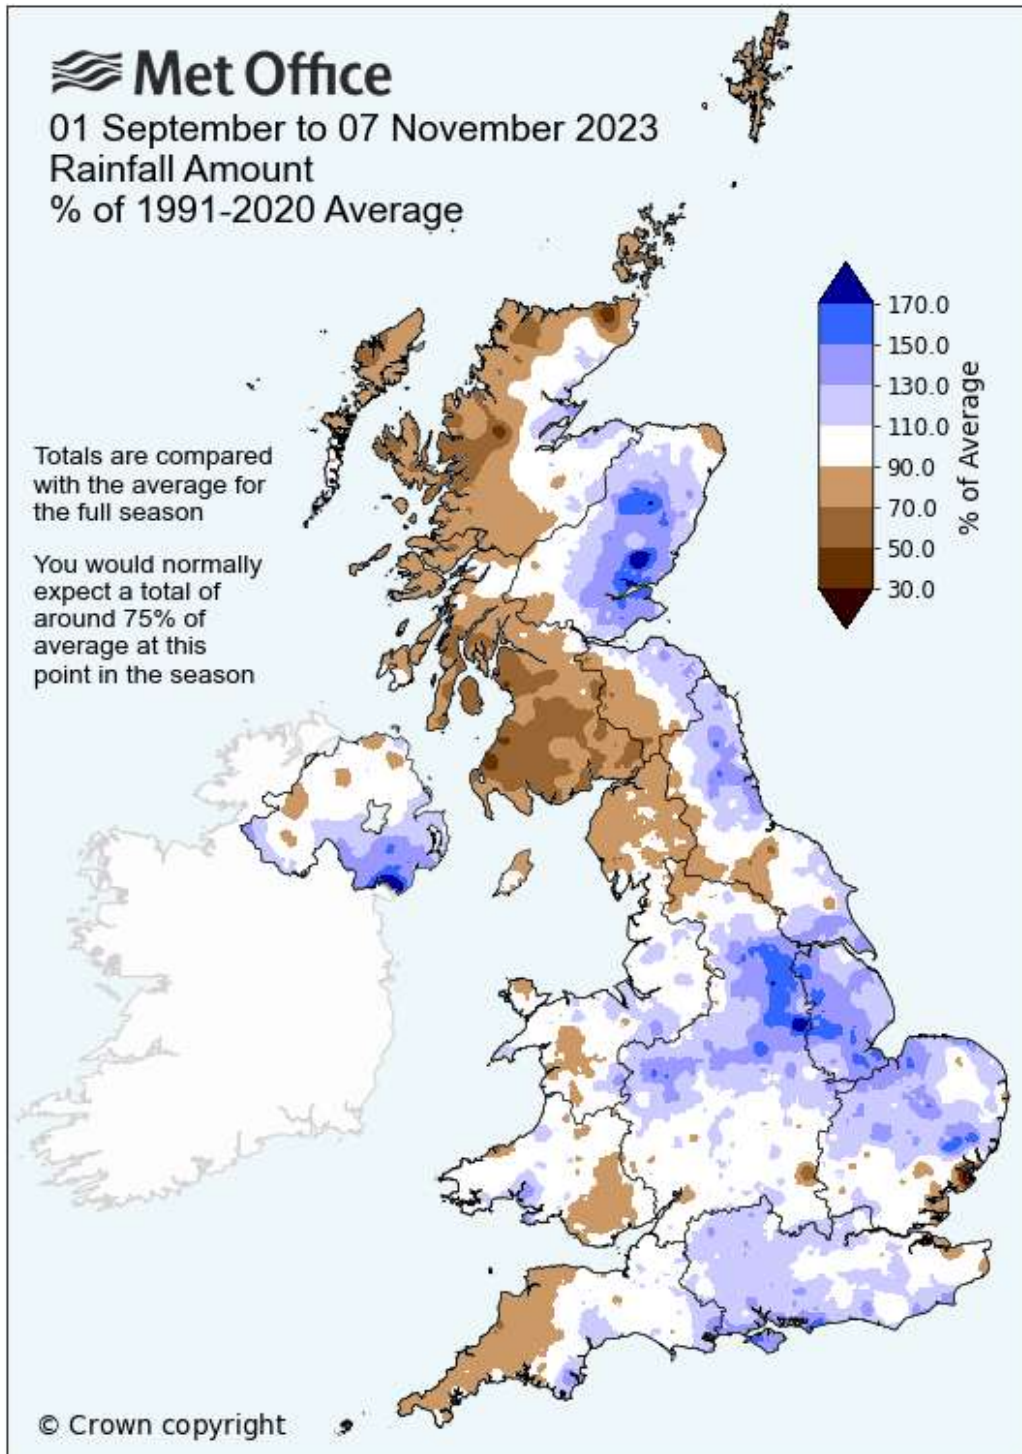 Met Office
01 September to 07 November 2023
Rainfall Amount
% of 1991-2020 Average
170.0
150.0
130.0
110.0
90.0
70.0
50.0
30.0
% of Average
Totals are compared
with the average for
the full season
You would normally
expect a total of
around 75% of
average at this
point in the season
© Crown copyright